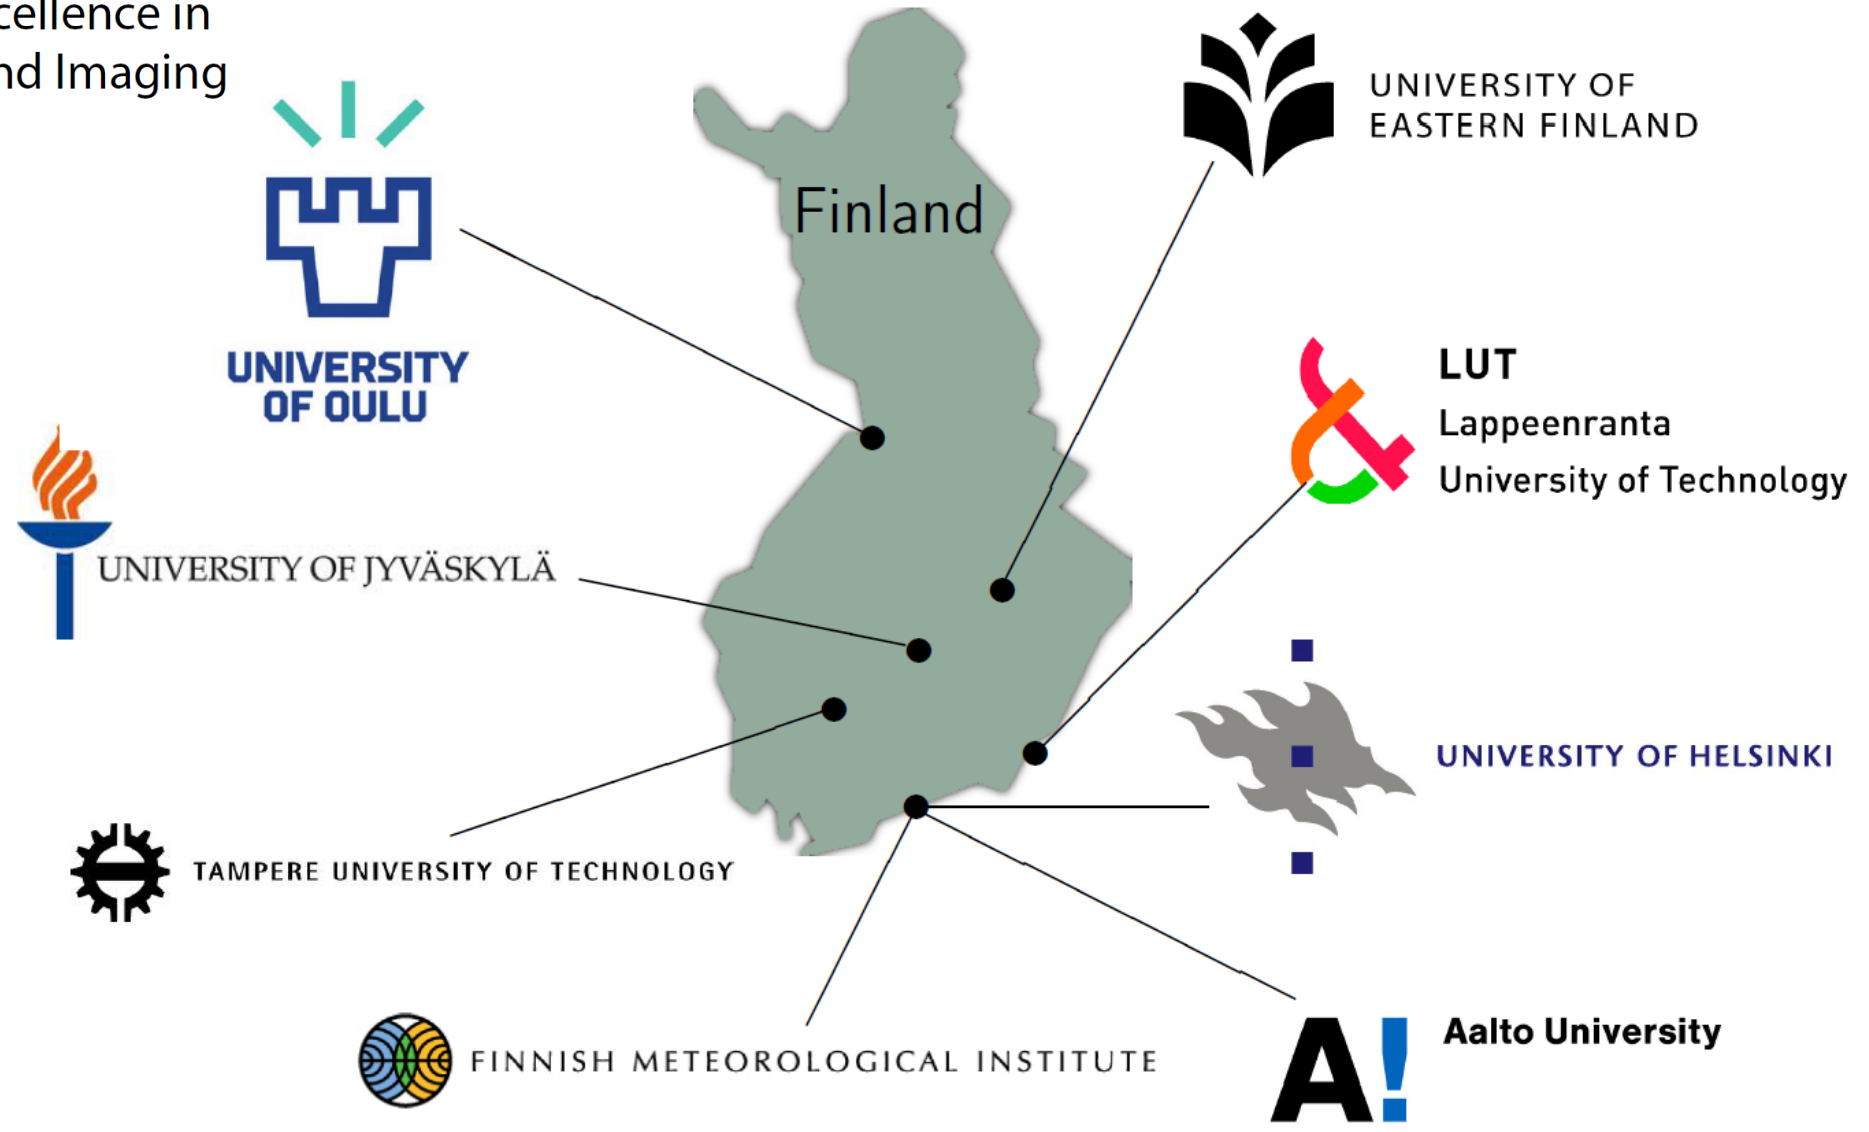 cellence in
nd Imaging
UNIVERSITY OF
EASTERN FINLAND
Finland
UNIVERSITY
OF OULU
LUT
Lappeenranta
University of Technology
UNIVERSITY OF JYVÄSKYLÄ
UNIVERSITY OF HELSINKI
TAMPERE UNIVERSITY OF TECHNOLOGY
FINNISH METEOROLOGICAL INSTITUTE
A!
Aalto University